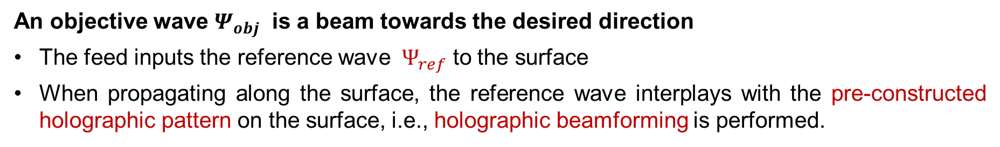 An objective wave Ψobj is a beam towards the desired direction
• The feed inputs the reference wave Ψref to the surface
• When propagating along the surface, the reference wave interplays with the pre-constructed
holographic pattern on the surface, i.e., holographic beamforming is performed.